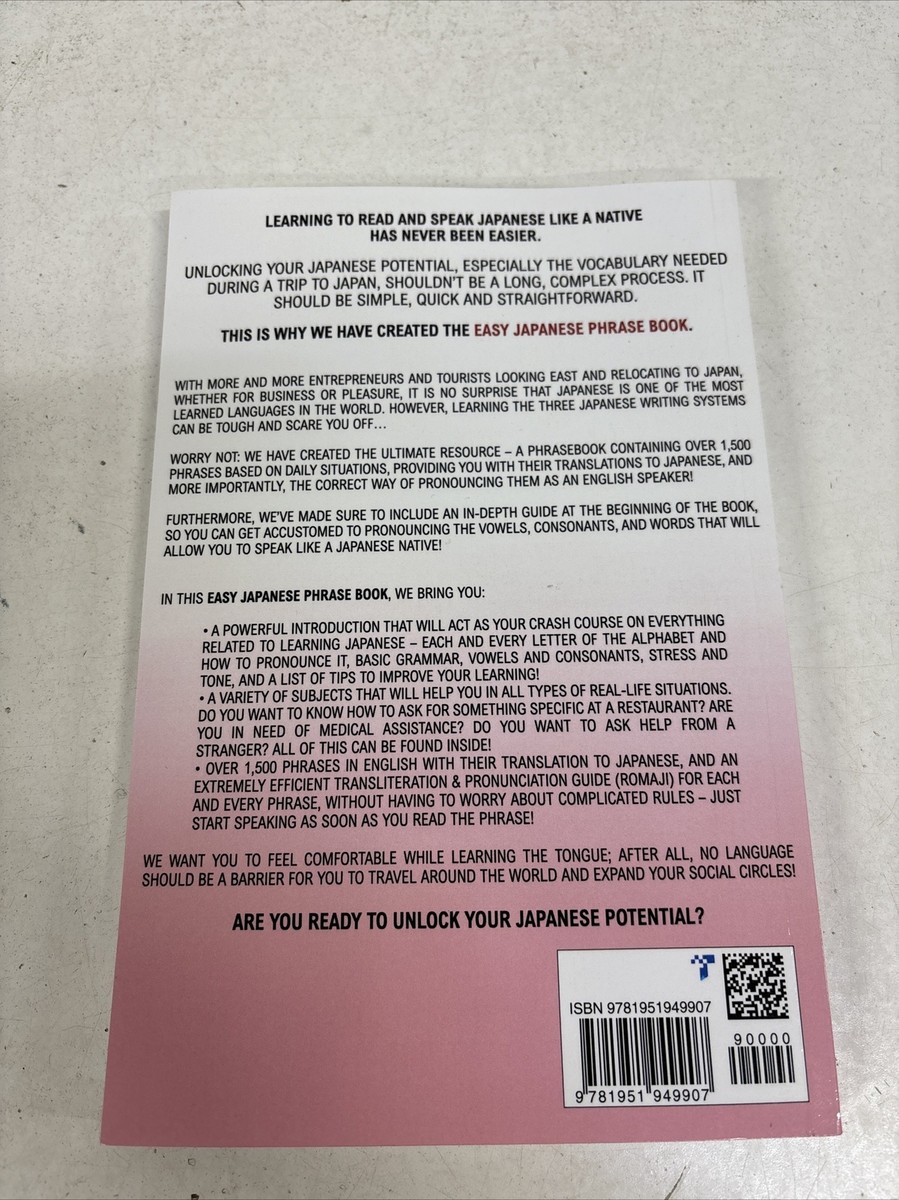 LEARNING TO READ AND SPEAK JAPANESE LIKE A NATIVE
HAS NEVER BEEN EASIER.
UNLOCKING YOUR JAPANESE POTENTIAL, ESPECIALLY THE VOCABULARY NEEDED
DURING A TRIP TO JAPAN, SHOULDN'T BE A LONG, COMPLEX PROCESS. IT
SHOULD BE SIMPLE, QUICK AND STRAIGHTFORWARD.
THIS IS WHY WE HAVE CREATED THE EASY JAPANESE PHRASE BOOK.
WITH MORE AND MORE ENTREPRENEURS AND TOURISTS LOOKING EAST AND RELOCATING TO JAPAN,
WHETHER FOR BUSINESS OR PLEASURE, IT IS NO SURPRISE THAT JAPANESE IS ONE OF THE MOST
LEARNED LANGUAGES IN THE WORLD. HOWEVER, LEARNING THE THREE JAPANESE WRITING SYSTEMS
CAN BE TOUGH AND SCARE YOU OFF...
WORRY NOT: WE HAVE CREATED THE ULTIMATE RESOURCE – A PHRASEBOOK CONTAINING OVER 1,500
PHRASES BASED ON DAILY SITUATIONS, PROVIDING YOU WITH THEIR TRANSLATIONS TO JAPANESE, AND
MORE IMPORTANTLY, THE CORRECT WAY OF PRONOUNCING THEM AS AN ENGLISH SPEAKER!
FURTHERMORE, WE'VE MADE SURE TO INCLUDE AN IN-DEPTH GUIDE AT THE BEGINNING OF THE BOOK,
SO YOU CAN GET ACCUSTOMED TO PRONOUNCING THE VOWELS, CONSONANTS, AND WORDS THAT WILL
ALLOW YOU TO SPEAK LIKE A JAPANESE NATIVE!
IN THIS EASY JAPANESE PHRASE BOOK, WE BRING YOU:
• A POWERFUL INTRODUCTION THAT WILL ACT AS YOUR CRASH COURSE ON EVERYTHING
RELATED TO LEARNING JAPANESE – EACH AND EVERY LETTER OF THE ALPHABET AND
HOW TO PRONOUNCE IT, BASIC GRAMMAR, VOWELS AND CONSONANTS, STRESS AND
TONE, AND A LIST OF TIPS TO IMPROVE YOUR LEARNING!
• A VARIETY OF SUBJECTS THAT WILL HELP YOU IN ALL TYPES OF REAL-LIFE SITUATIONS.
DO YOU WANT TO KNOW HOW TO ASK FOR SOMETHING SPECIFIC AT A RESTAURANT? ARE
YOU IN NEED OF MEDICAL ASSISTANCE? DO YOU WANT TO ASK HELP FROM A
STRANGER? ALL OF THIS CAN BE FOUND INSIDE!
• OVER 1,500 PHRASES IN ENGLISH WITH THEIR TRANSLATION TO JAPANESE, AND AN
EXTREMELY EFFICIENT TRANSLITERATION & PRONUNCIATION GUIDE (ROMAJI) FOR EACH
AND EVERY PHRASE, WITHOUT HAVING TO WORRY ABOUT COMPLICATED RULES – JUST
START SPEAKING AS SOON AS YOU READ THE PHRASE!
WE WANT YOU TO FEEL COMFORTABLE WHILE LEARNING THE TONGUE; AFTER ALL, NO LANGUAGE
SHOULD BE A BARRIER FOR YOU TO TRAVEL AROUND THE WORLD AND EXPAND YOUR SOCIAL CIRCLES!
ARE YOU READY TO UNLOCK YOUR JAPANESE POTENTIAL?
ISBN 9781951949907
90000
9 781951 949907